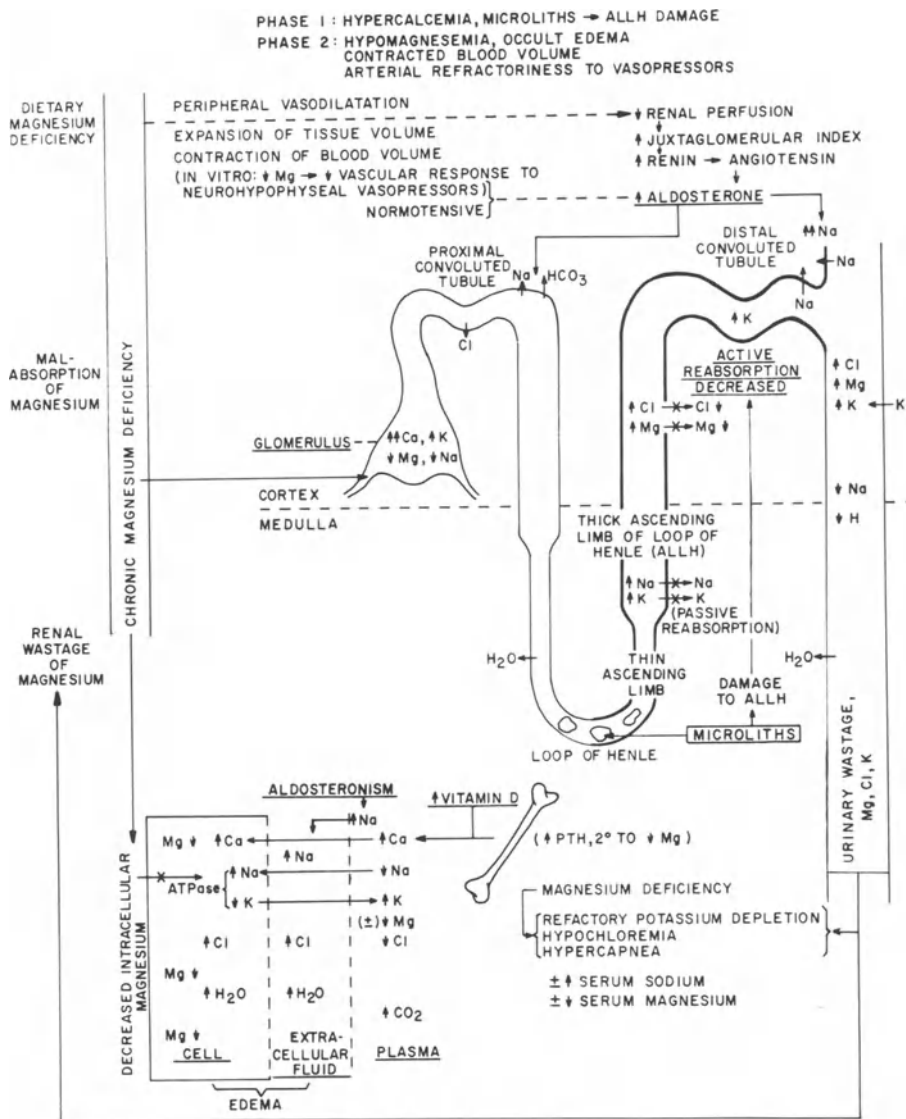 PHASE 1: HYPERCALCEMIA, MICROLITHS → ALLH DAMAGE
PHASE 2: HYPOMAGNESEMIA, OCCULT EDEMA
CONTRACTED BLOOD VOLUME
ARTERIAL REFRACTORINESS TO VASOPRESSORS
DIETARY
MAGNESIUM
DEFICIENCY
PERIPHERAL VASODILATATION
EXPANSION OF TISSUE VOLUME
CONTRACTION OF BLOOD VOLUME
(IN VITRO: ↓ Mg → ↓ VASCULAR RESPONSE TO
NEUROHYPOPHYSEAL VASOPRESSORS)
NORMOTENSIVE
↓ RENAL PERFUSION
↑ JUXTAGLOMERULAR INDEX
↑ RENIN → ANGIOTENSIN
↑ ALDOSTERONE
PROXIMAL
CONVOLUTED
TUBULE
Na
HCO3
Cl
DISTAL
CONVOLUTED
TUBULE
↑↑ Na
Na
Na
↑ K
ACTIVE
REABSORPTION
DECREASED
↑ Cl
↑ Mg
↑ K ← K
↓ Na
↓ H
MAL-
ABSORPTION
OF
MAGNESIUM
CHRONIC MAGNESIUM DEFICIENCY
GLOMERULUS
↑↑ Ca, ↑ K
↓ Mg, ↓ Na
CORTEX
MEDULLA
↑ Cl → Cl ↓
↑ Mg → Mg ↓
THICK ASCENDING
LIMB OF LOOP OF
HENLE (ALLH)
↑ Na → Na
↑ K → K
(PASSIVE
REABSORPTION)
H2O
THIN
ASCENDING
LIMB
H2O
DAMAGE
TO ALLH
MICROLITHS
LOOP OF HENLE
URINARY WASTAGE,
Mg, Cl, K
RENAL
WASTAGE
OF
MAGNESIUM
DECREASED INTRACELLULAR
MAGNESIUM
ALDOSTERONISM
↑ Na
↑ VITAMIN D
(↑ PTH, 2° TO ↓ Mg)
Mg ↓ ↑ Ca ← ↑ Ca
↑ Na
ATPase
↑ Na ← ↓ Na
↓ K → ↑ K
(±) ↓ Mg
↑ Cl ↑ Cl ↓ Cl
Mg ↓
↑ H2O ↑ H2O
↑ CO2
Mg ↓
CELL
EXTRA-
CELLULAR
FLUID
PLASMA
EDEMA
MAGNESIUM DEFICIENCY
REFACTORY POTASSIUM DEPLETION
HYPOCHLOREMIA
HYPERCAPNEA
± ↑ SERUM SODIUM
± ↓ SERUM MAGNESIUM